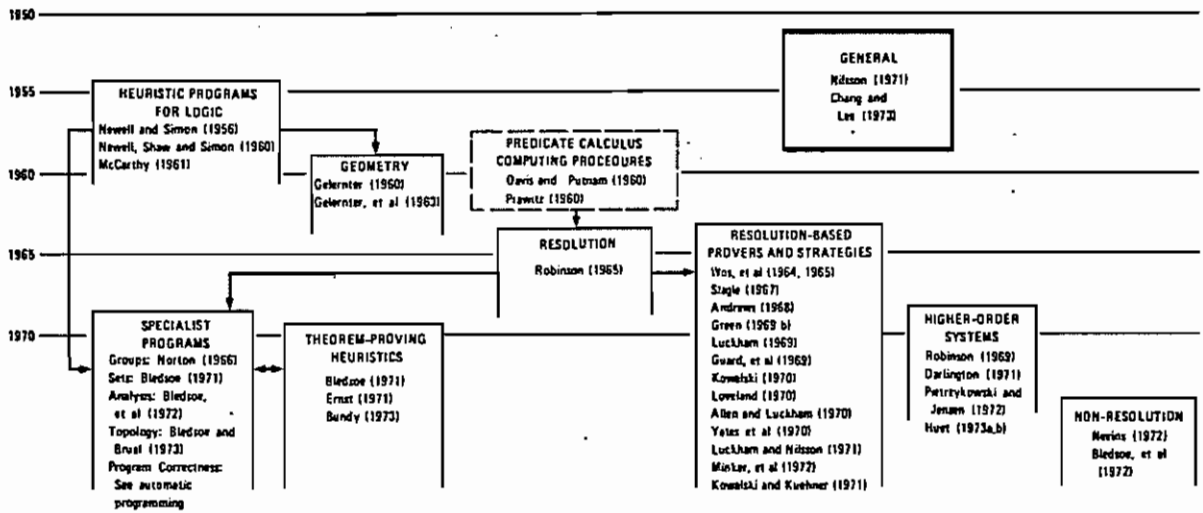 1950
1955
1960
1965
1970
HEURISTIC PROGRAMS
FOR LOGIC
Newell and Simon (1956)
Newell, Shaw and Simon (1960)
McCarthy (1961)
GEOMETRY
Gelernter (1960)
Gelernter, et al (1963)
PREDICATE CALCULUS
COMPUTING PROCEDURES
Davis and Putnam (1960)
Prawitz (1960)
GENERAL
Nilsson (1971)
Chang and
Lee (1973)
RESOLUTION
Robinson (1965)
RESOLUTION-BASED
PROVERS AND STRATEGIES
Wos, et al (1964, 1965)
Slagle (1967)
Andrews (1968)
Green (1969 b)
Luckham (1969)
Guard, et al (1969)
Kowalski (1970)
Loveland (1970)
Allen and Luckham (1970)
Yates et al (1970)
Luckham and Nilsson (1971)
Minker, et al (1972)
Kowalski and Kuehner (1971)
SPECIALIST
PROGRAMS
Groups: Norton (1966)
Sets: Bledsoe (1971)
Analysis: Bledsoe,
et al (1972)
Topology: Bledsoe and
Bruel (1973)
Program Correctness:
See automatic
programming
THEOREM-PROVING
HEURISTICS
Bledsoe (1971)
Ernst (1971)
Bundy (1973)
HIGHER-ORDER
SYSTEMS
Robinson (1969)
Darlington (1971)
Pietrzykowski and
Jensen (1972)
Huet (1973a,b)
NON-RESOLUTION
Nevins (1972)
Bledsoe, et al
(1972)